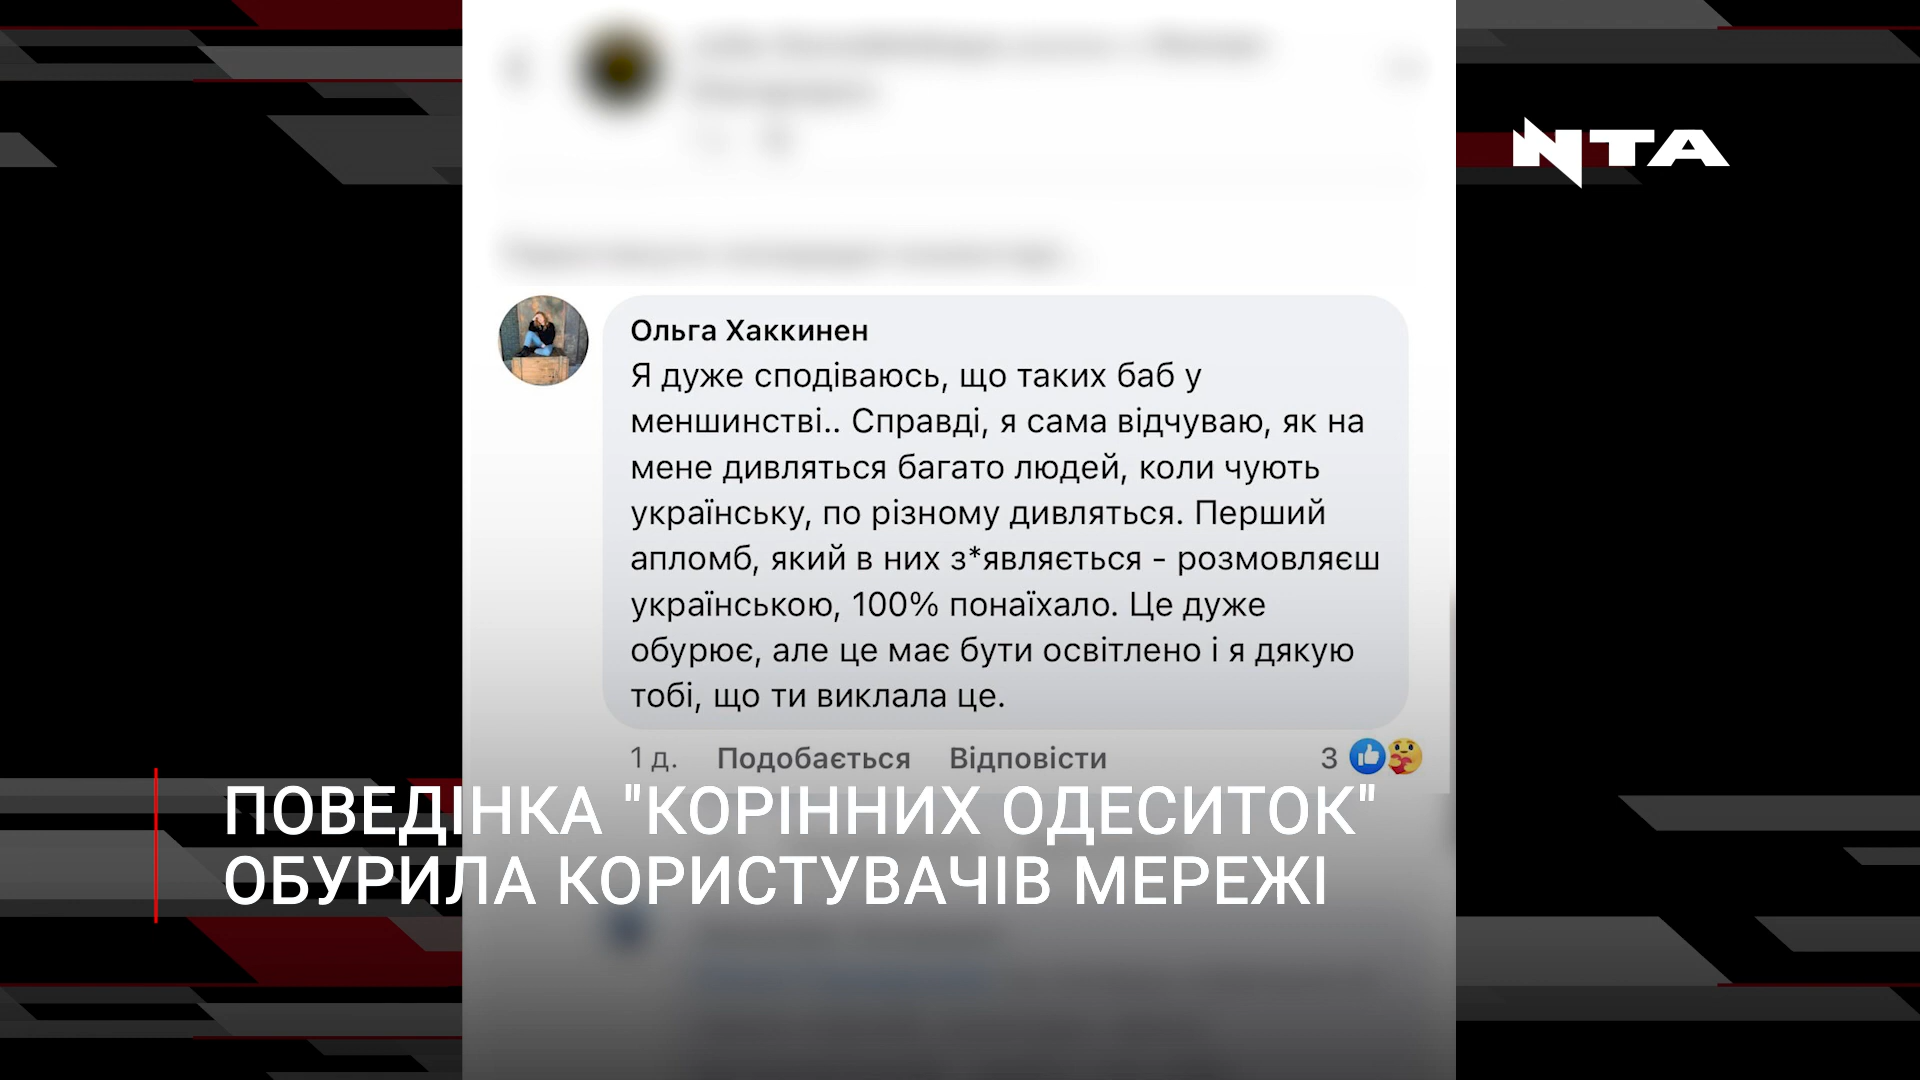 NTA
Ольга Хаккинен
Я дуже сподіваюсь, що таких баб у
меншинстві.. Справді, я сама відчуваю, як на
мене дивляться багато людей, коли чують
українську, по різному дивляться. Перший
апломб, який в них з*являється - розмовляєш
українською, 100% понаїхало. Це дуже
обурює, але це має бути освітлено і я дякую
тобі, що ти виклала це.
1 д. Подобається Відповісти 3
ПОВЕДІНКА "КОРІННИХ ОДЕСИТОК"
ОБУРИЛА КОРИСТУВАЧІВ МЕРЕЖІ